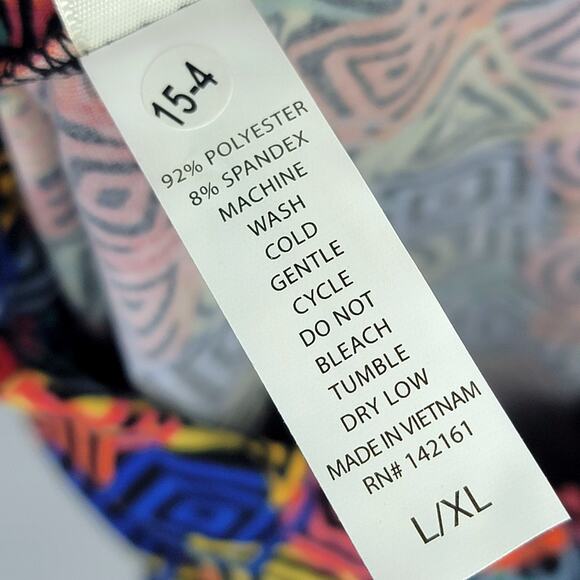 15-4
92% POLYESTER
8% SPANDEX
MACHINE
WASH
COLD
GENTLE
CYCLE
DO NOT
BLEACH
TUMBLE
DRY LOW
MADE IN VIETNAM
RN# 142161
L/XL